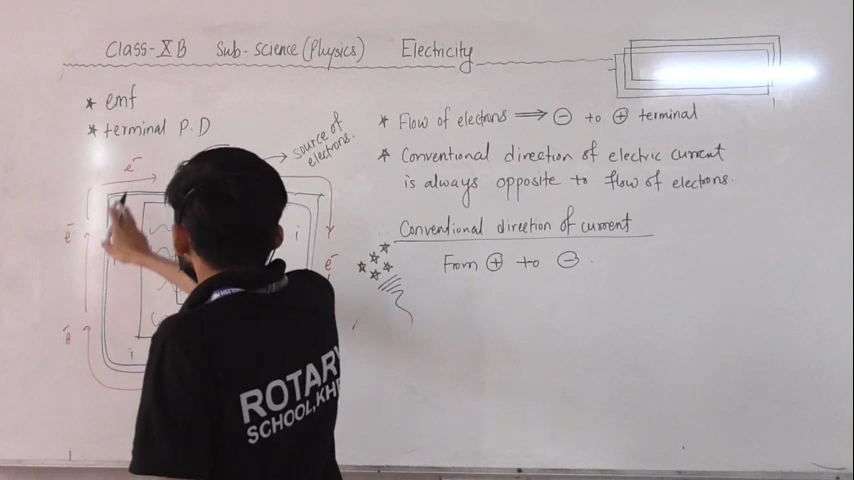 Class-XB Sub-science (Physics) Electricity
* emf
* terminal P.D
source of
electrons.
e-
e-
e-
e-
i
i
* Flow of electrons ⟹ ⊖ to ⊕ terminal
* Conventional direction of electric current
is always opposite to flow of electrons.
Conventional direction of current
From ⊕ to ⊖.
ROTARY
SCHOOL,